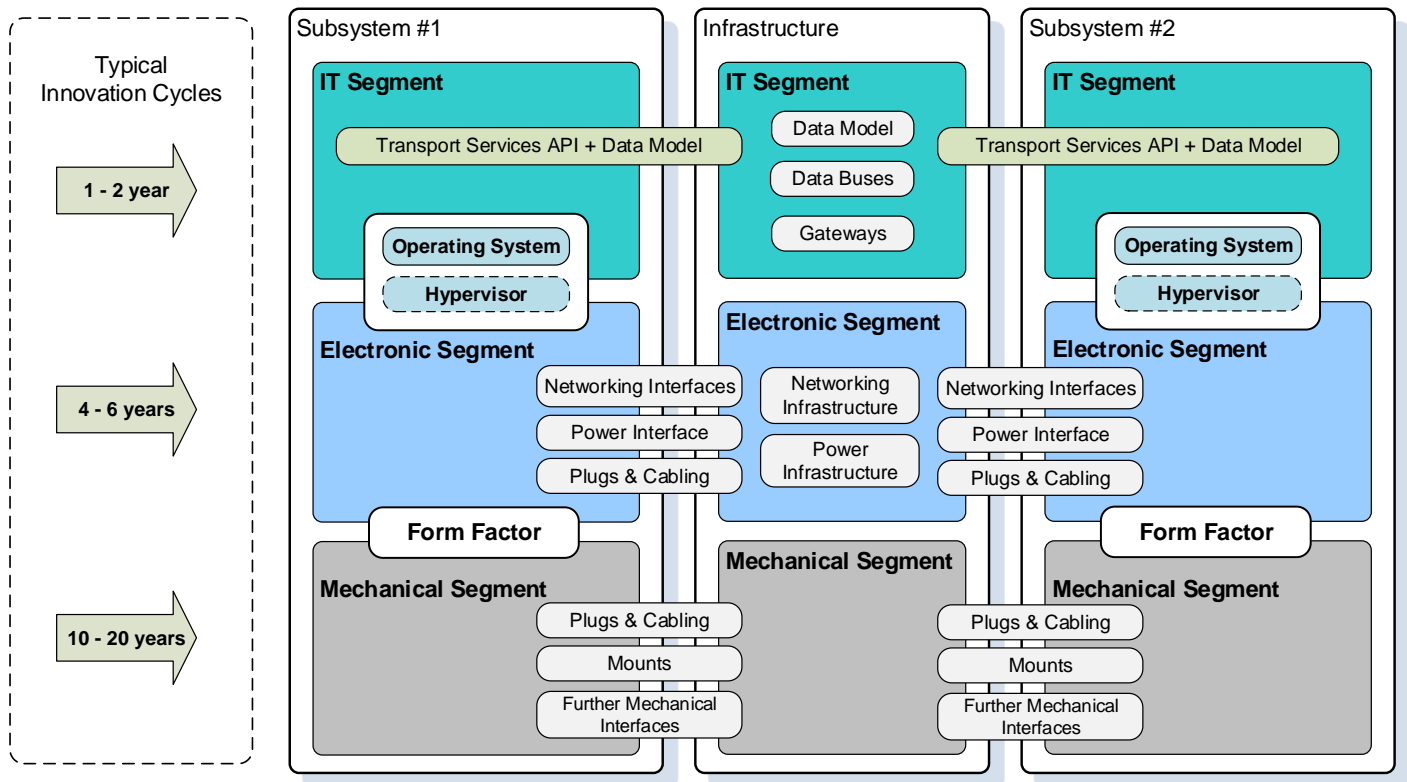 Typical
Innovation Cycles
1 - 2 year
4 - 6 years
10 - 20 years
Subsystem #1
IT Segment
Transport Services API + Data Model
Operating System
Hypervisor
Electronic Segment
Networking Interfaces
Power Interface
Plugs & Cabling
Form Factor
Mechanical Segment
Plugs & Cabling
Mounts
Further Mechanical
Interfaces
Infrastructure
IT Segment
Data Model
Data Buses
Gateways
Electronic Segment
Networking
Infrastructure
Power
Infrastructure
Mechanical Segment
Subsystem #2
IT Segment
Transport Services API + Data Model
Operating System
Hypervisor
Electronic Segment
Networking Interfaces
Power Interface
Plugs & Cabling
Form Factor
Mechanical Segment
Plugs & Cabling
Mounts
Further Mechanical
Interfaces